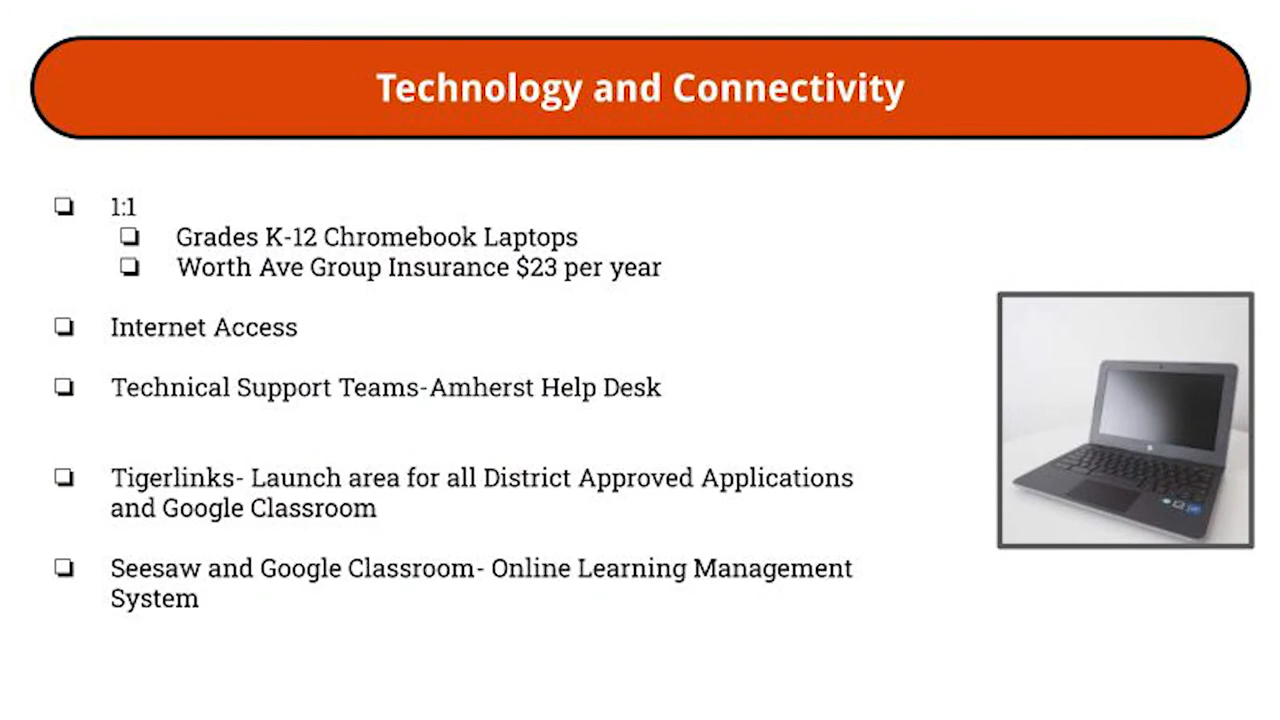 Technology and Connectivity
1:1
Grades K-12 Chromebook Laptops
Worth Ave Group Insurance $23 per year
Internet Access
Technical Support Teams-Amherst Help Desk
Tigerlinks- Launch area for all District Approved Applications
and Google Classroom
Seesaw and Google Classroom- Online Learning Management
System